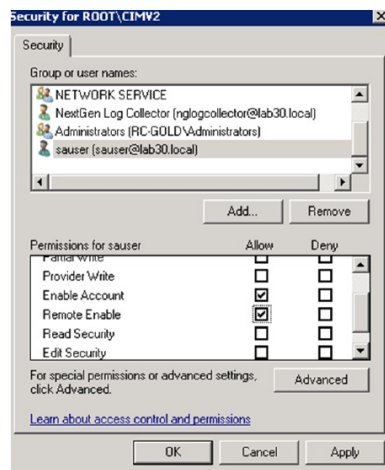 Security for ROOT\CIMV2
Security
Group or user names:
NETWORK SERVICE
NextGen Log Collector (nglogcollector@lab30.local)
Administrators (RC-GOLD\Administrators)
sauser (sauser@lab30.local)
Add... Remove
Permissions for sauser Allow Deny
Partial Write
Provider Write
Enable Account
Remote Enable
Read Security
Edit Security
For special permissions or advanced settings,
click Advanced.
Advanced
Learn about access control and permissions
OK Cancel Apply